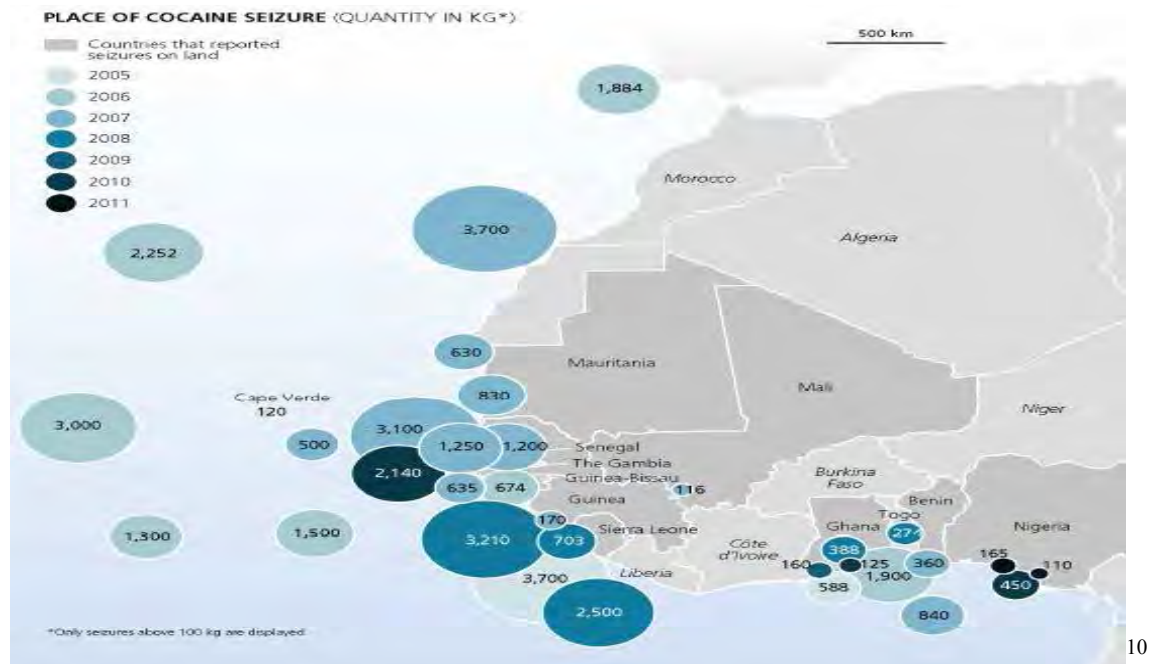 PLACE OF COCAINE SEIZURE (QUANTITY IN KG*)
Countries that reported
seizures on land
2005
2006
2007
2008
2009
2010
2011
500 km
1,884
Morocco
3,700
Algeria
2,252
630
Mauritania
Mali
830
Cape Verde
120
Niger
3,000
500
3,100
1,250
1,200
Senegal
The Gambia
2,140
Guinea-Bissau
635
674
Guinea
116
Burkina
Faso
Benin
Togo
Ghana
Nigeria
1,300
1,500
3,210
170
703
Sierra Leone
Côte
d'Ivoire
274
388
165
110
160
125
360
1,900
588
450
3,700
Liberia
2,500
840
*Only seizures above 100 kg are displayed
10